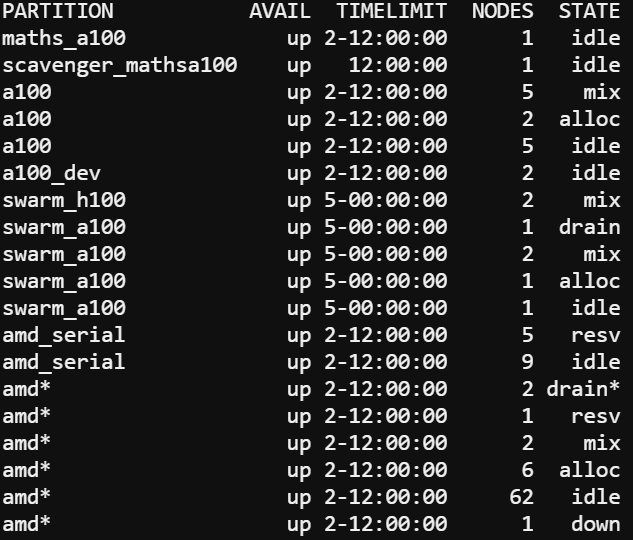 PARTITION AVAIL TIMELIMIT NODES STATE
maths_a100 up 2-12:00:00 1 idle
scavenger_mathsa100 up 12:00:00 1 idle
a100 up 2-12:00:00 5 mix
a100 up 2-12:00:00 2 alloc
a100 up 2-12:00:00 5 idle
a100_dev up 2-12:00:00 2 idle
swarm_h100 up 5-00:00:00 2 mix
swarm_a100 up 5-00:00:00 1 drain
swarm_a100 up 5-00:00:00 2 mix
swarm_a100 up 5-00:00:00 1 alloc
swarm_a100 up 5-00:00:00 1 idle
amd_serial up 2-12:00:00 5 resv
amd_serial up 2-12:00:00 9 idle
amd* up 2-12:00:00 2 drain*
amd* up 2-12:00:00 1 resv
amd* up 2-12:00:00 2 mix
amd* up 2-12:00:00 6 alloc
amd* up 2-12:00:00 62 idle
amd* up 2-12:00:00 1 down